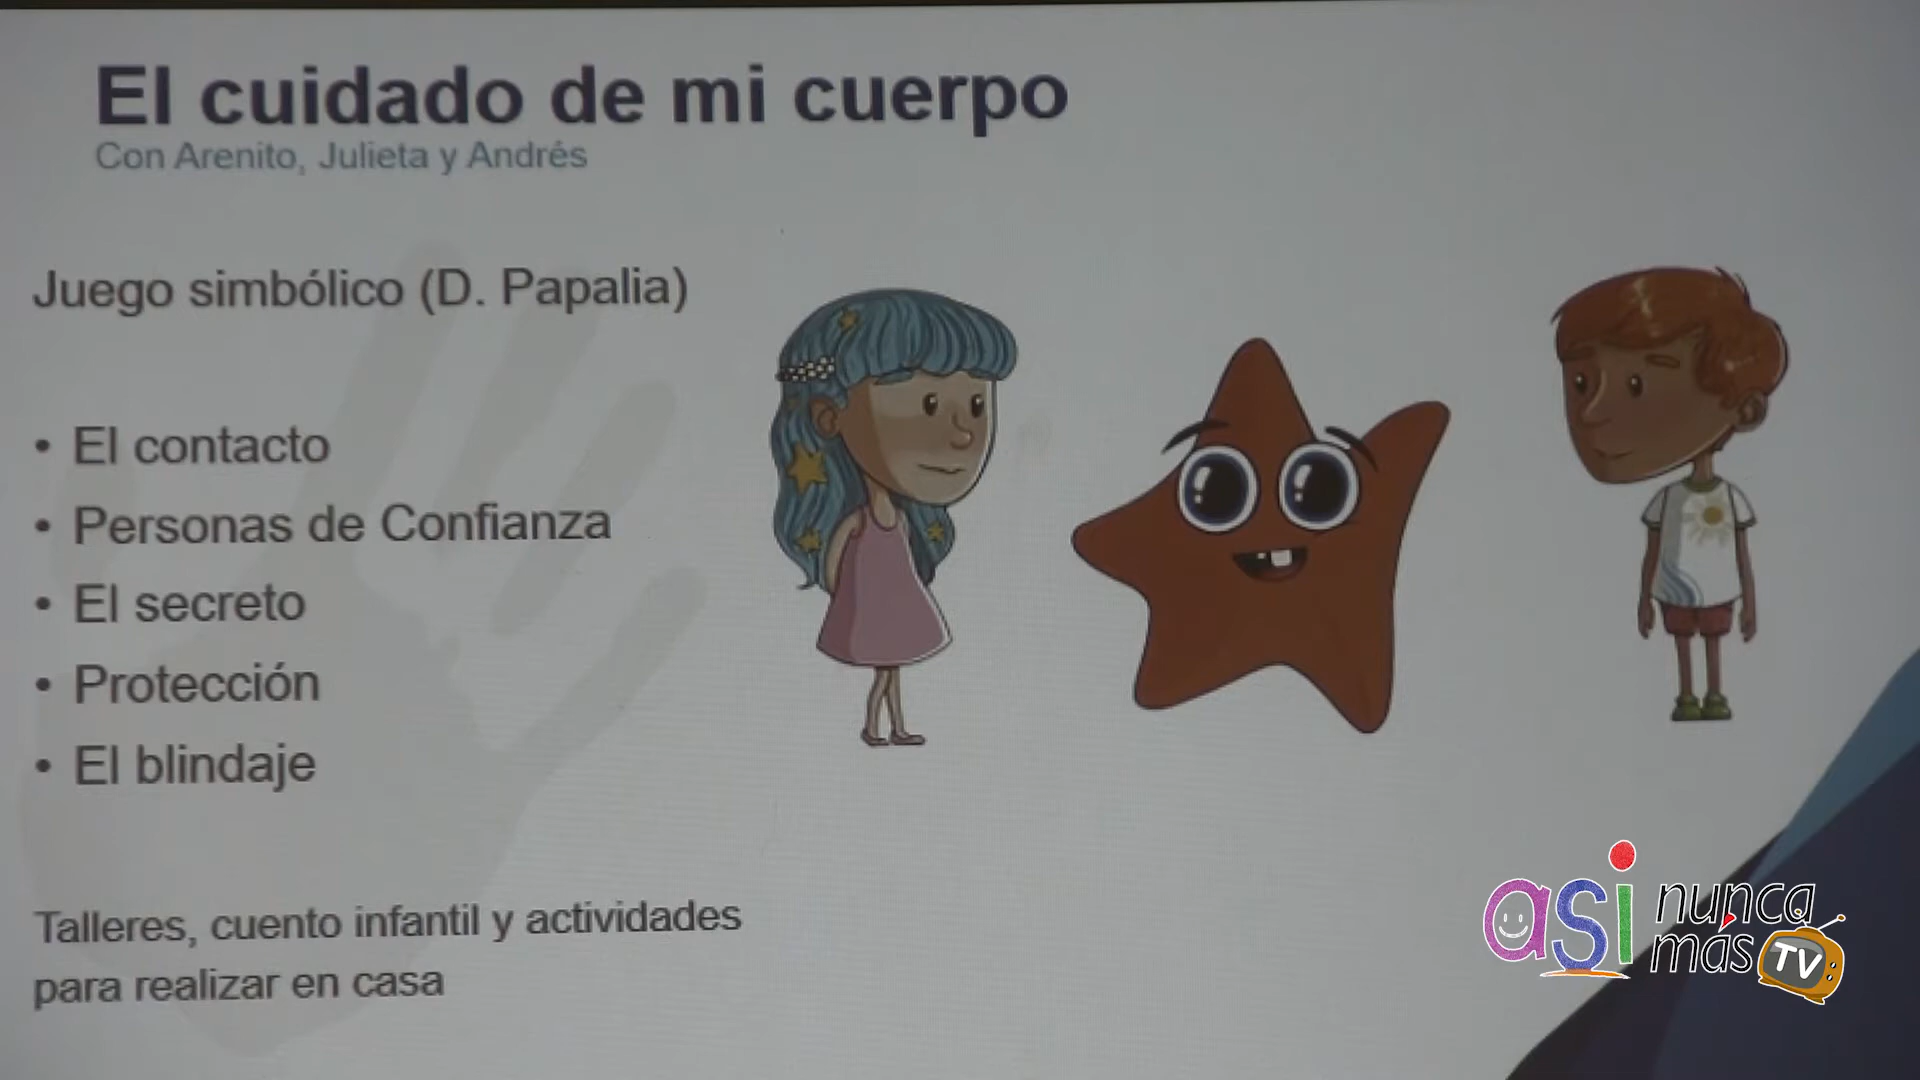 El cuidado de mi cuerpo
Con Arenito, Julieta y Andrés
Juego simbólico (D. Papalia)
• El contacto
• Personas de Confianza
• El secreto
• Protección
• El blindaje
Talleres, cuento infantil y actividades
para realizar en casa
asi nunca
más TV